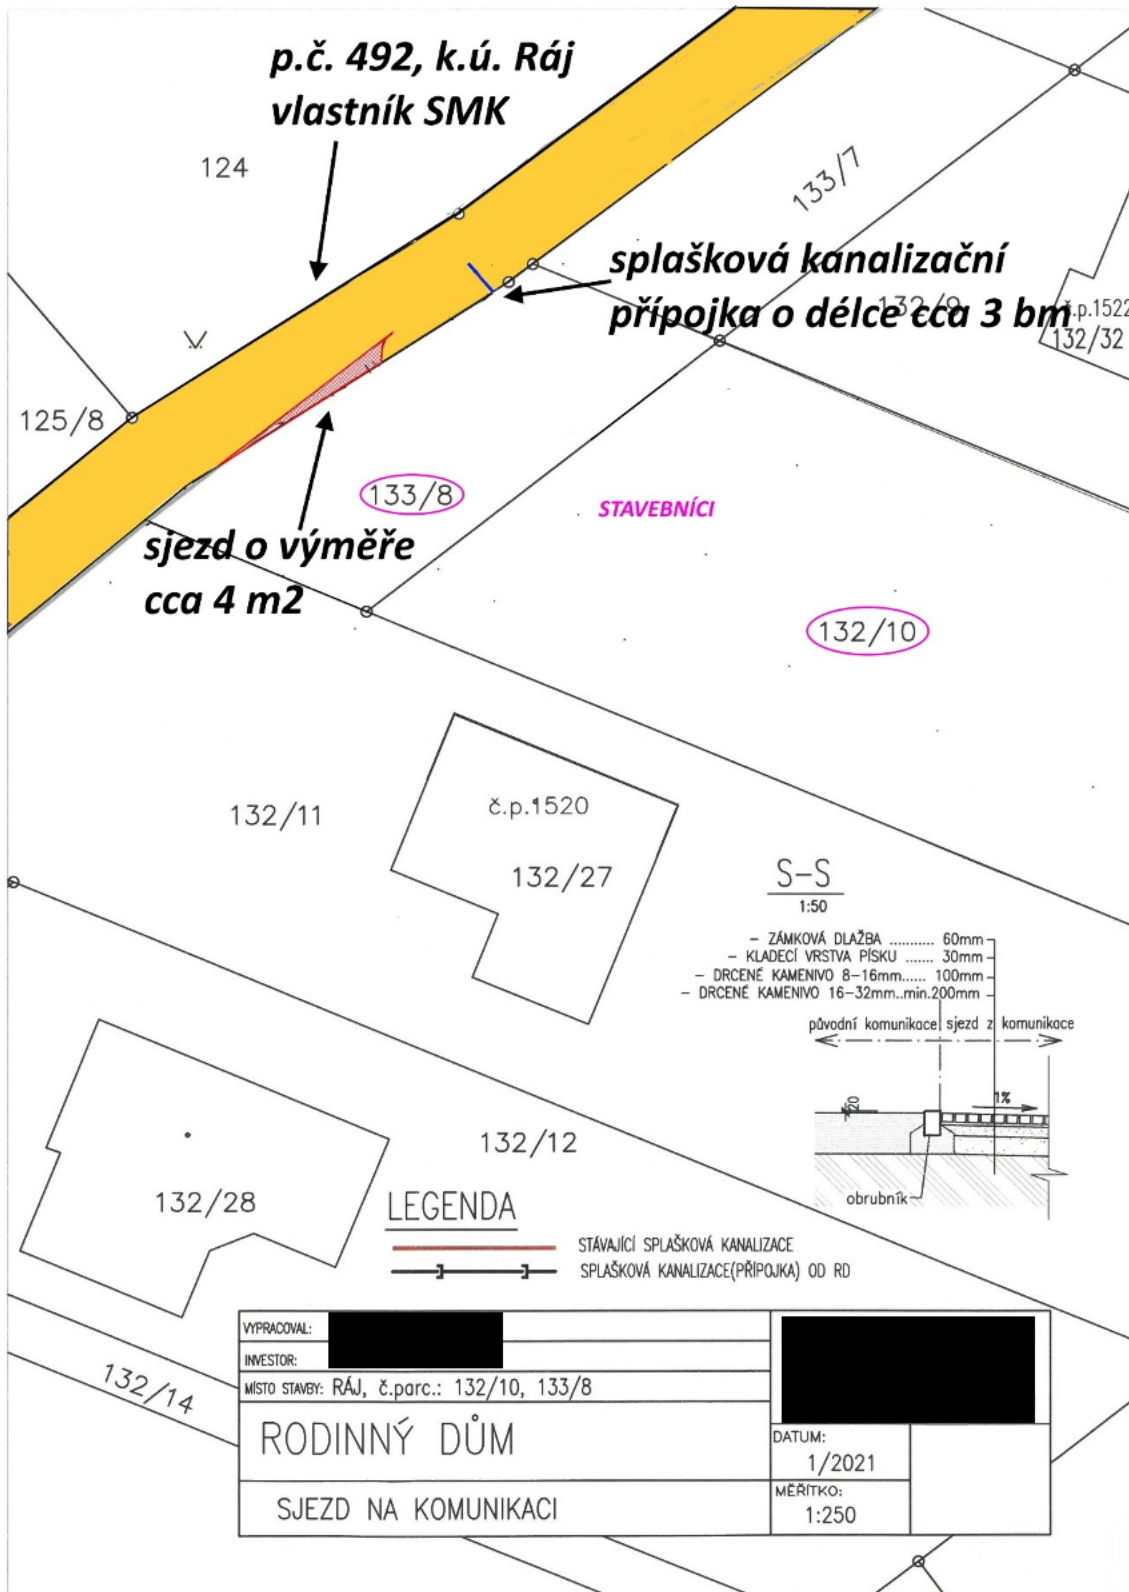 p.č. 492, k.ú. Ráj
vlastník SMK
124
133/7
splašková kanalizační
přípojka o délce cca 3 bm
132/9
č.p.1522
132/32
125/8
133/8
STAVEBNÍCI
sjezd o výměře
cca 4 m2
132/10
132/11
č.p.1520
132/27
S-S
1:50
- ZÁMKOVÁ DLAŽBA .......... 60mm
- KLADECÍ VRSTVA PÍSKU ....... 30mm
- DRCENÉ KAMENIVO 8-16mm...... 100mm
- DRCENÉ KAMENIVO 16-32mm..min.200mm
původní komunikace sjezd z komunikace
20
1%
obrubník
132/12
132/28
LEGENDA
STÁVAJÍCÍ SPLAŠKOVÁ KANALIZACE
SPLAŠKOVÁ KANALIZACE(PŘÍPOJKA) OD RD
132/14
VYPRACOVAL:
INVESTOR:
MÍSTO STAVBY: RÁJ, č.parc.: 132/10, 133/8
RODINNÝ DŮM
SJEZD NA KOMUNIKACI
DATUM:
1/2021
MĚŘÍTKO:
1:250